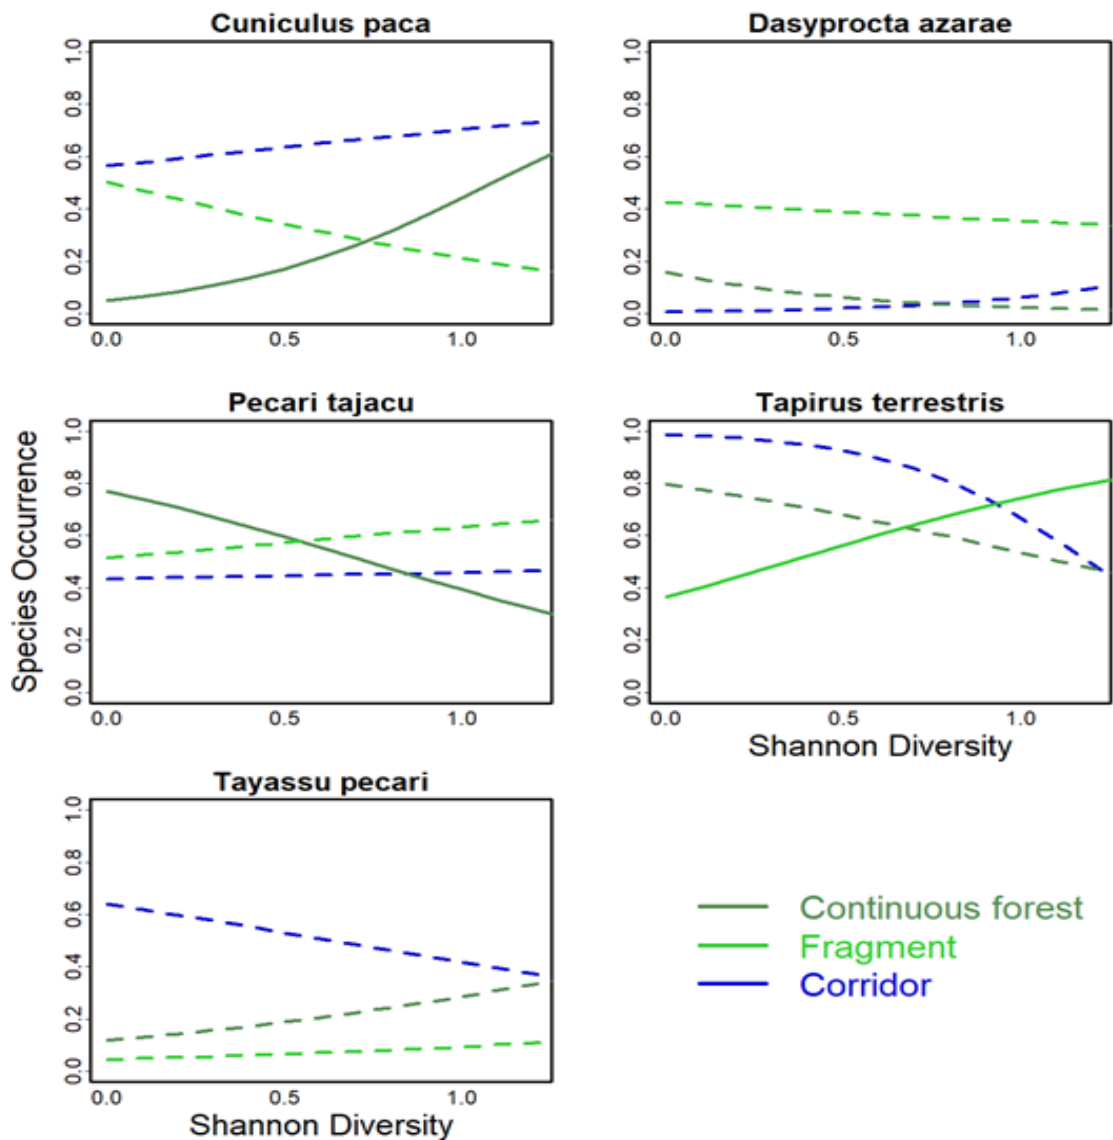 Cuniculus paca
1.0
0.8
0.6
0.4
0.2
0.0
0.0 0.5 1.0
Dasyprocta azarae
1.0
0.8
0.6
0.4
0.2
0.0
0.0 0.5 1.0
Species Occurrence
Pecari tajacu
1.0
0.8
0.6
0.4
0.2
0.0
0.0 0.5 1.0
Tapirus terrestris
1.0
0.8
0.6
0.4
0.2
0.0
0.0 0.5 1.0
Shannon Diversity
Tayassu pecari
1.0
0.8
0.6
0.4
0.2
0.0
0.0 0.5 1.0
Shannon Diversity
Continuous forest
Fragment
Corridor